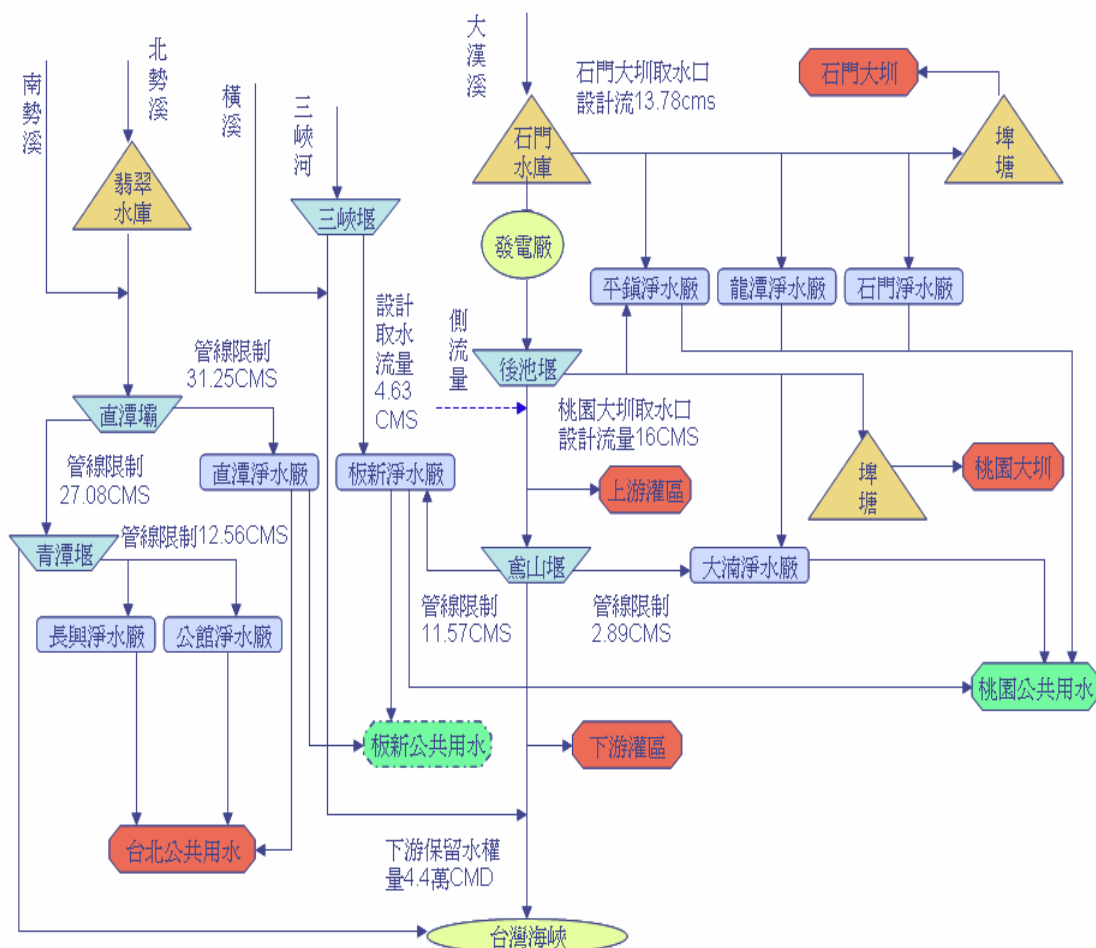 南勢溪
北勢溪
橫溪
三峽河
大漢溪
石門大圳取水口
設計流13.78cms
石門大圳
埤塘
石門
水庫
翡翠
水庫
三峽堰
發電廠
平鎮淨水廠
龍潭淨水廠
石門淨水廠
設計
取水
流量
4.63
CMS
側流量
管線限制
31.25CMS
後池堰
直潭壩
桃園大圳取水口
設計流量16CMS
管線限制
27.08CMS
直潭淨水廠
板新淨水廠
上游灌區
埤塘
桃園大圳
管線限制12.56CMS
青潭堰
鳶山堰
大湳淨水廠
管線限制
11.57CMS
管線限制
2.89CMS
長興淨水廠
公館淨水廠
桃園公共用水
板新公共用水
下游灌區
台北公共用水
下游保留水權
量4.4萬CMD
台灣海峽